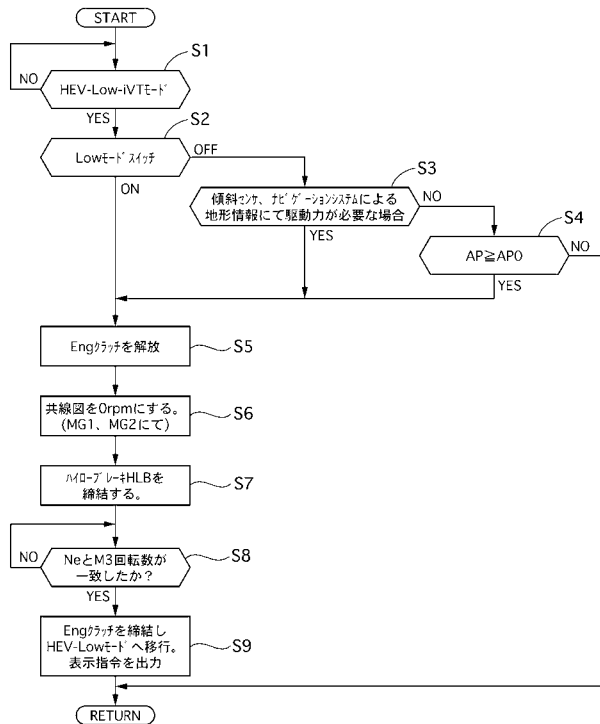 START
S1
HEV-Low-iVTﾓｰﾄﾞ
NO
YES
S2
Lowﾓｰﾄﾞｽｲｯﾁ
OFF
ON
S3
傾斜ｾﾝｻ、ﾅﾋﾞｹﾞｰｼｮﾝｼｽﾃﾑによる
地形情報にて駆動力が必要な場合
NO
YES
S4
AP≧APO
NO
YES
Engｸﾗｯﾁを解放
S5
共線図を0rpmにする。
(MG1、MG2にて)
S6
ﾊｲﾛｰﾌﾞﾚｰｷHLBを
締結する。
S7
NeとM3回転数が
一致したか？
S8
NO
YES
Engｸﾗｯﾁを締結し
HEV-Lowﾓｰﾄﾞへ移行。
表示指令を出力
S9
RETURN